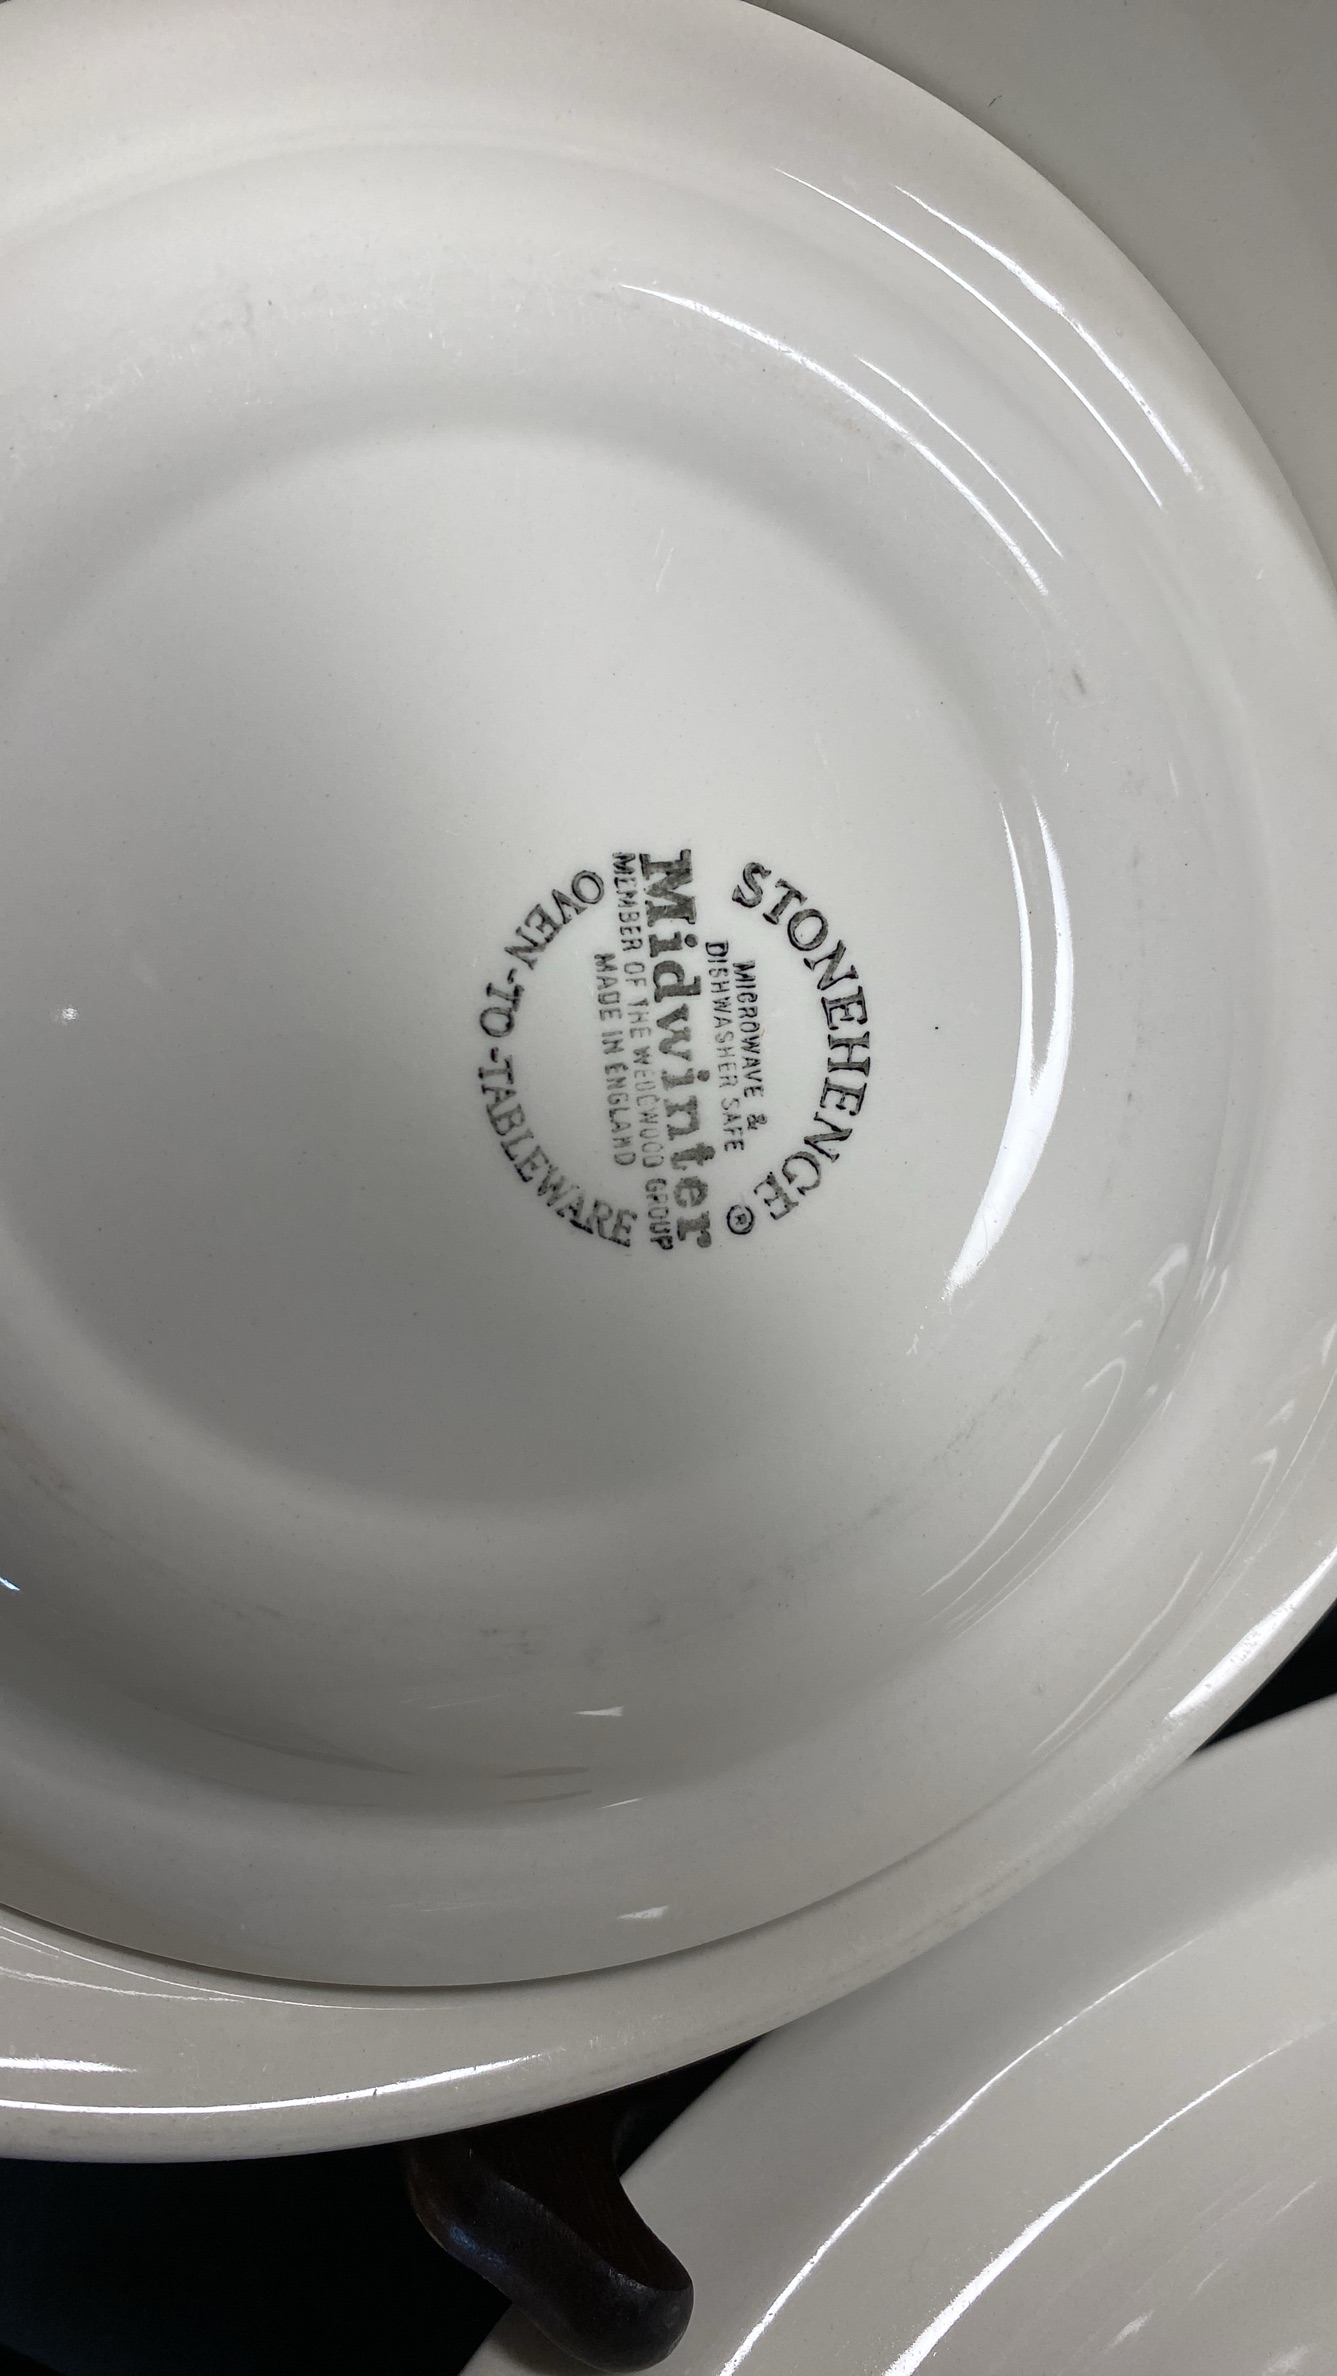 STONEHENGE ®
MICROWAVE &
DISHWASHER SAFE
Midwinter
MEMBER OF THE WEDGWOOD GROUP
MADE IN ENGLAND
OVEN-TO-TABLEWARE